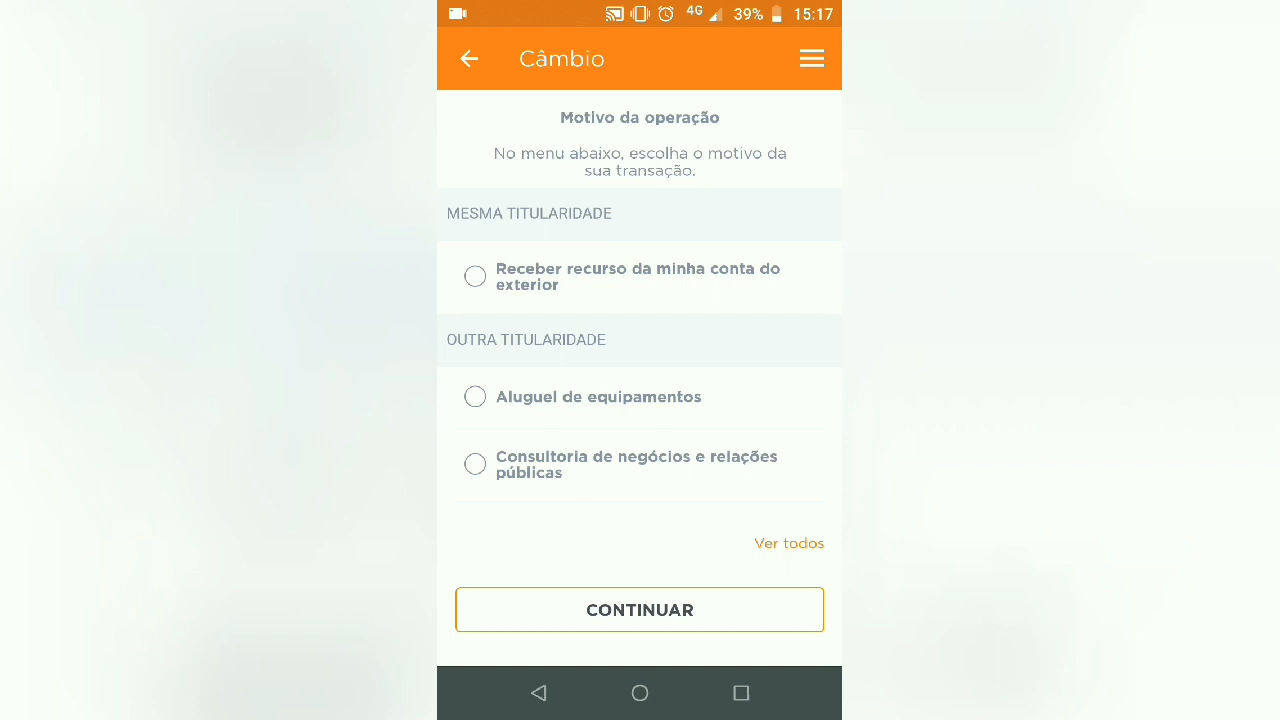 4G 39% 15:17
Câmbio
Motivo da operação
No menu abaixo, escolha o motivo da
sua transação.
MESMA TITULARIDADE
Receber recurso da minha conta do
exterior
OUTRA TITULARIDADE
Aluguel de equipamentos
Consultoria de negócios e relações
públicas
Ver todos
CONTINUAR